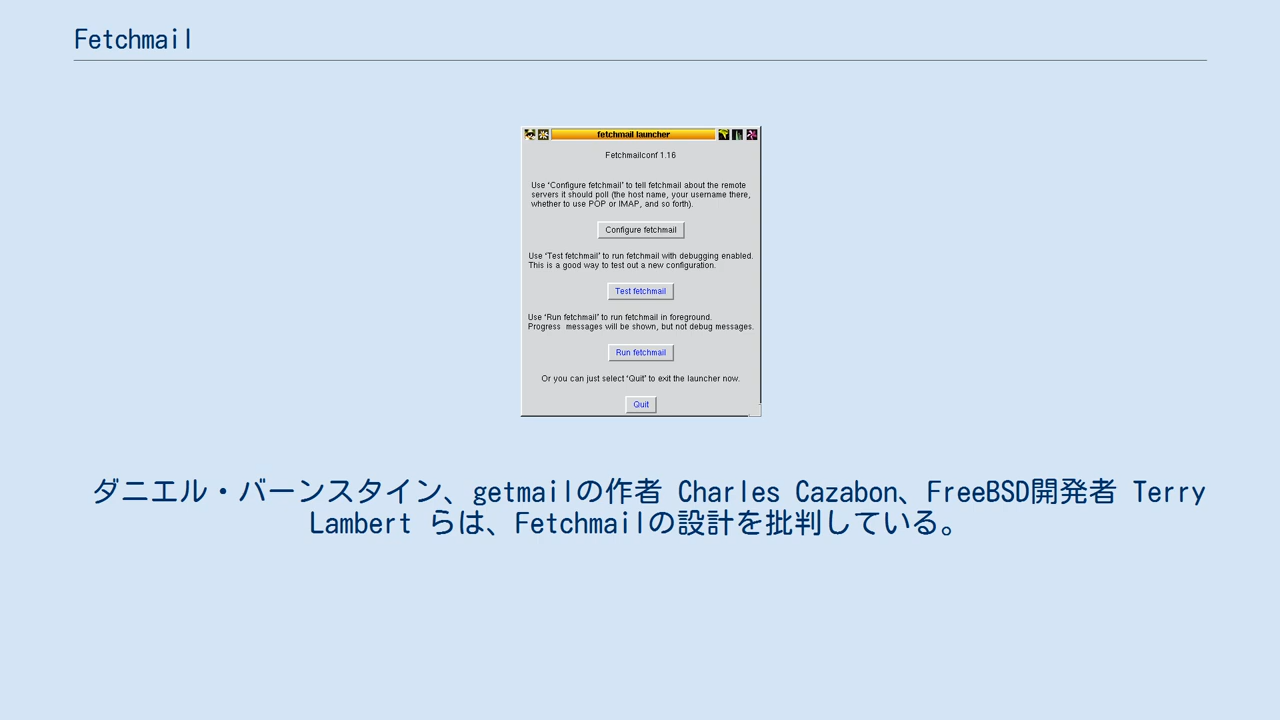 Fetchmail
fetchmail launcher
Fetchmailconf 1.16
Use 'Configure fetchmail' to tell fetchmail about the remote
servers it should poll (the host name, your username there,
whether to use POP or IMAP, and so forth).
Configure fetchmail
Use 'Test fetchmail' to run fetchmail with debugging enabled.
This is a good way to test out a new configuration.
Test fetchmail
Use 'Run fetchmail' to run fetchmail in foreground.
Progress  messages will be shown, but not debug messages.
Run fetchmail
Or you can just select 'Quit' to exit the launcher now.
Quit
ダニエル・バーンスタイン、getmailの作者 Charles Cazabon、FreeBSD開発者 Terry
Lambert らは、Fetchmailの設計を批判している。